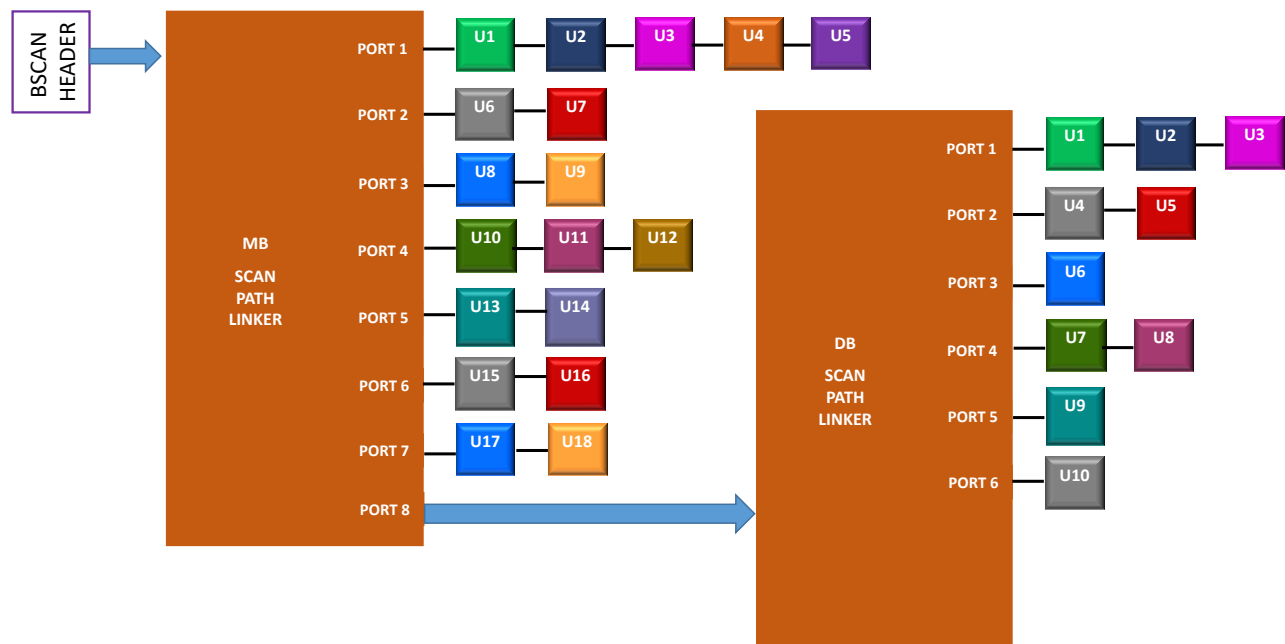 BSCAN
HEADER
MB
SCAN
PATH
LINKER
PORT 1
U1
U2
U3
U4
U5
PORT 2
U6
U7
PORT 3
U8
U9
PORT 4
U10
U11
U12
PORT 5
U13
U14
PORT 6
U15
U16
PORT 7
U17
U18
PORT 8
DB
SCAN
PATH
LINKER
PORT 1
U1
U2
U3
PORT 2
U4
U5
PORT 3
U6
PORT 4
U7
U8
PORT 5
U9
PORT 6
U10